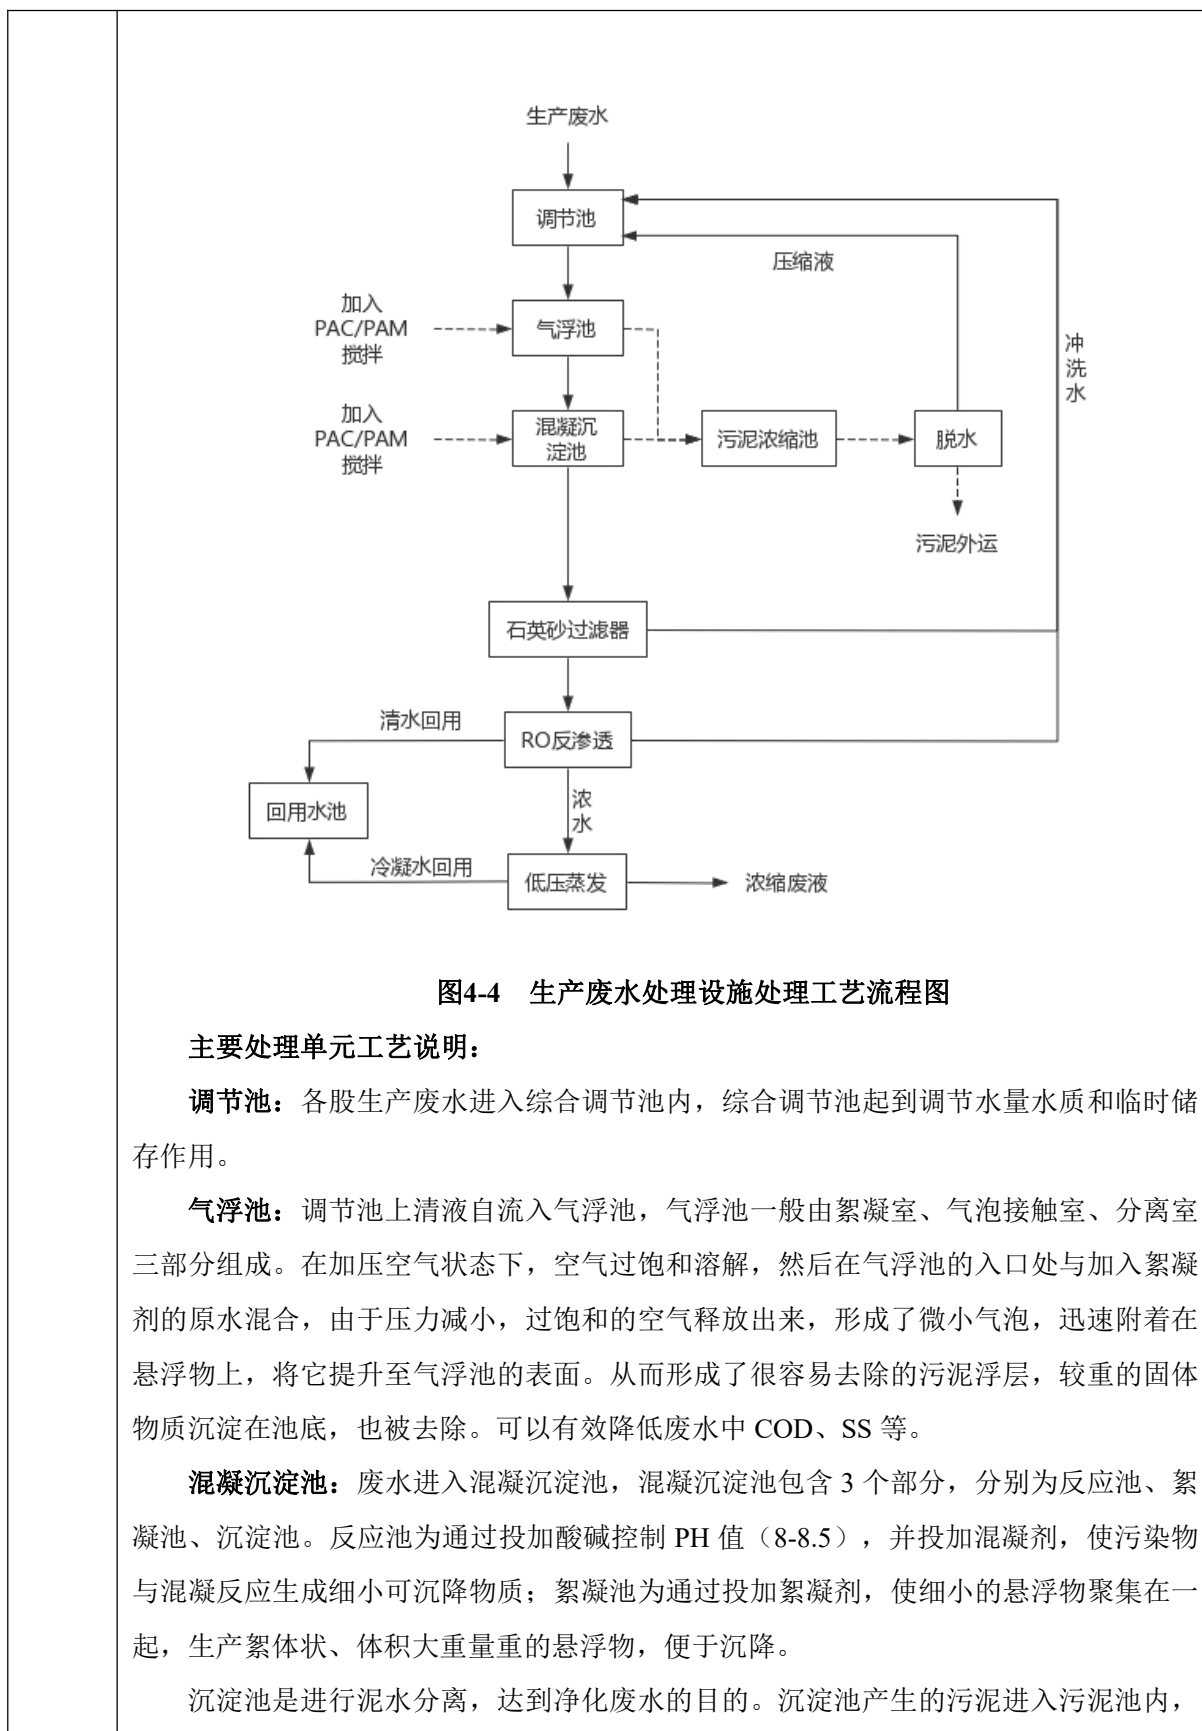 生产废水
调节池
压缩液
加入
PAC/PAM
搅拌
气浮池
冲
洗
水
加入
PAC/PAM
搅拌
混凝沉
淀池
污泥浓缩池
脱水
污泥外运
石英砂过滤器
清水回用
RO反渗透
回用水池
浓
水
冷凝水回用
低压蒸发
浓缩废液
图4-4 生产废水处理设施处理工艺流程图
主要处理单元工艺说明：
调节池：各股生产废水进入综合调节池内，综合调节池起到调节水量水质和临时储
存作用。
气浮池：调节池上清液自流入气浮池，气浮池一般由絮凝室、气泡接触室、分离室
三部分组成。在加压空气状态下，空气过饱和溶解，然后在气浮池的入口处与加入絮凝
剂的原水混合，由于压力减小，过饱和的空气释放出来，形成了微小气泡，迅速附着在
悬浮物上，将它提升至气浮池的表面。从而形成了很容易去除的污泥浮层，较重的固体
物质沉淀在池底，也被去除。可以有效降低废水中 COD、SS 等。
混凝沉淀池：废水进入混凝沉淀池，混凝沉淀池包含 3 个部分，分别为反应池、絮
凝池、沉淀池。反应池为通过投加酸碱控制 PH 值（8-8.5），并投加混凝剂，使污染物
与混凝反应生成细小可沉降物质；絮凝池为通过投加絮凝剂，使细小的悬浮物聚集在一
起，生产絮体状、体积大重量重的悬浮物，便于沉降。
沉淀池是进行泥水分离，达到净化废水的目的。沉淀池产生的污泥进入污泥池内，